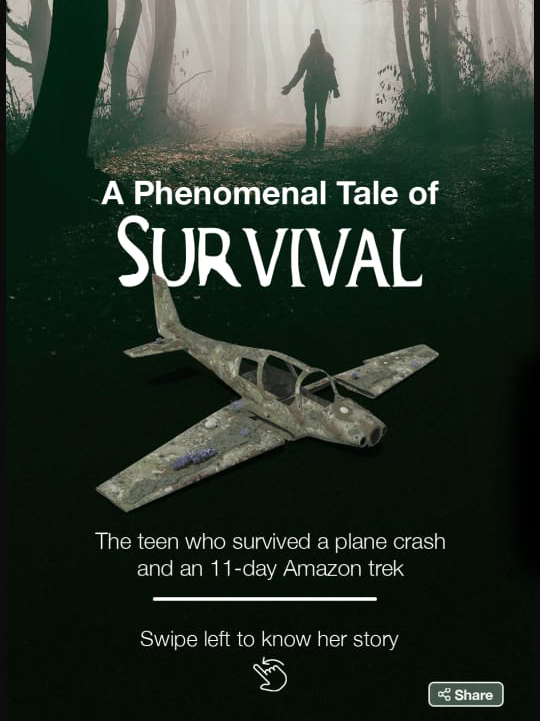 A Phenomenal Tale of
SURVIVAL
The teen who survived a plane crash
and an 11-day Amazon trek
Swipe left to know her story
Share